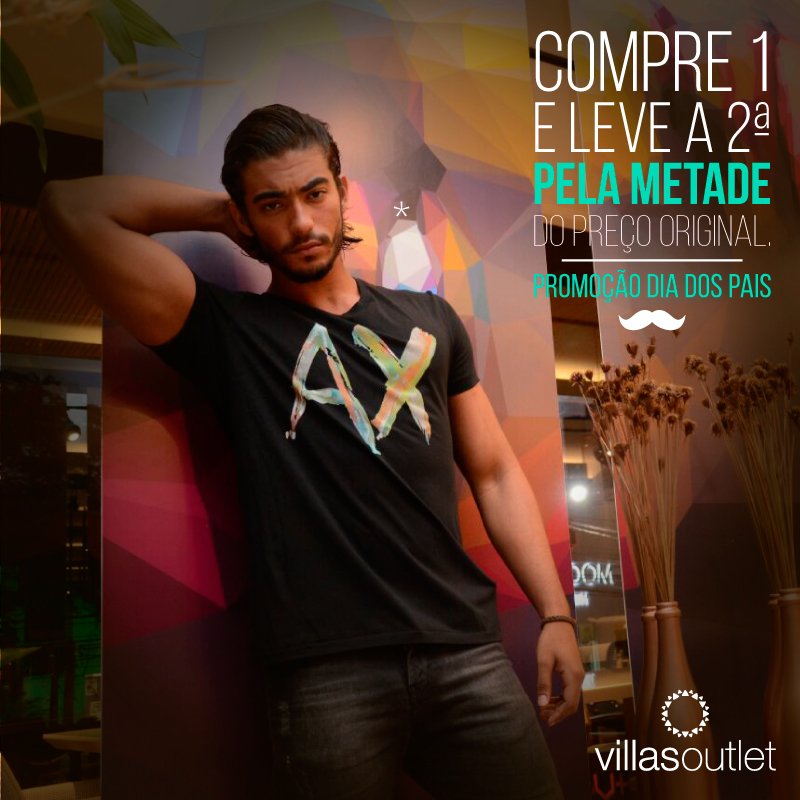 COMPRE 1
E LEVE A 2ª
PELA METADE
DO PREÇO ORIGINAL.
PROMOÇÃO DIA DOS PAIS
*
AX
villasoutlet